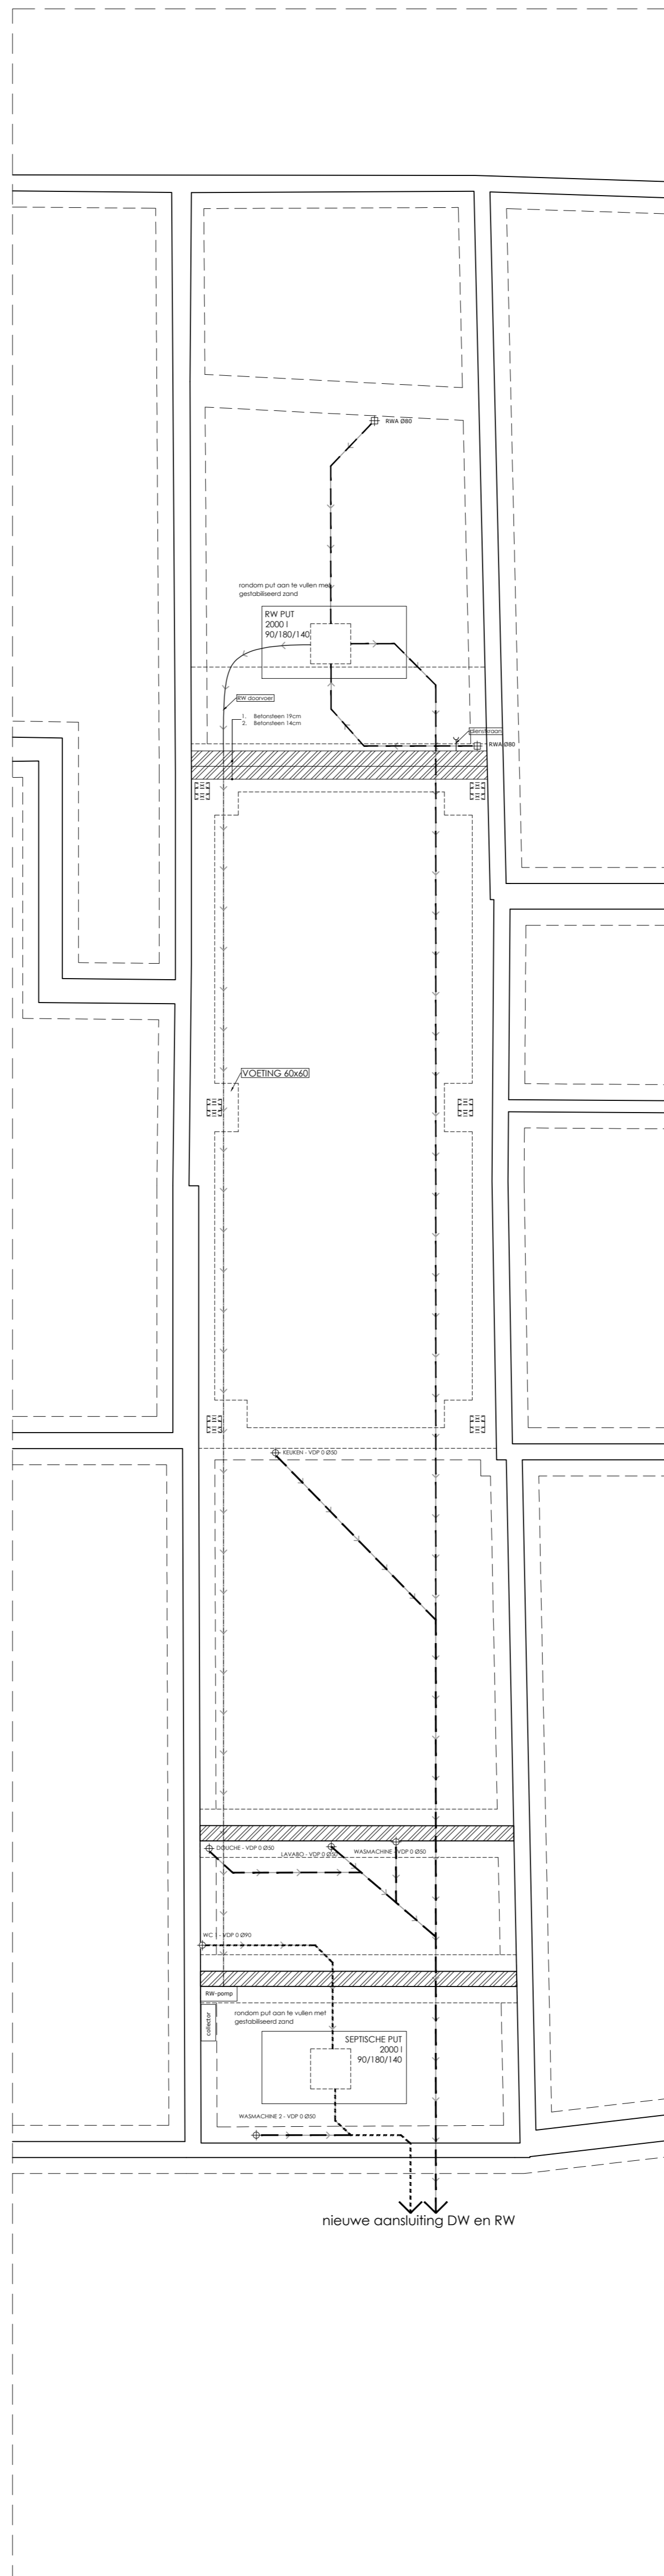 RWA Ø80
rondom put aan te vullen met
gestabiliseerd zand
RW PUT
2000 l
90/180/140
RW doorvoer
1. Betonsteen 19cm
2. Betonsteen 14cm
dienstkraan
RWA Ø80
VOETING 60x60
KEUKEN - VDP 0 Ø50
DOUCHE - VDP 0 Ø50
LAVABO - VDP 0 Ø50
WASMACHINE - VDP 0 Ø50
WC 1 - VDP 0 Ø90
RW-pomp
collector
rondom put aan te vullen met
gestabiliseerd zand
SEPTISCHE PUT
2000 l
90/180/140
WASMACHINE 2 - VDP 0 Ø50
nieuwe aansluiting DW en RW